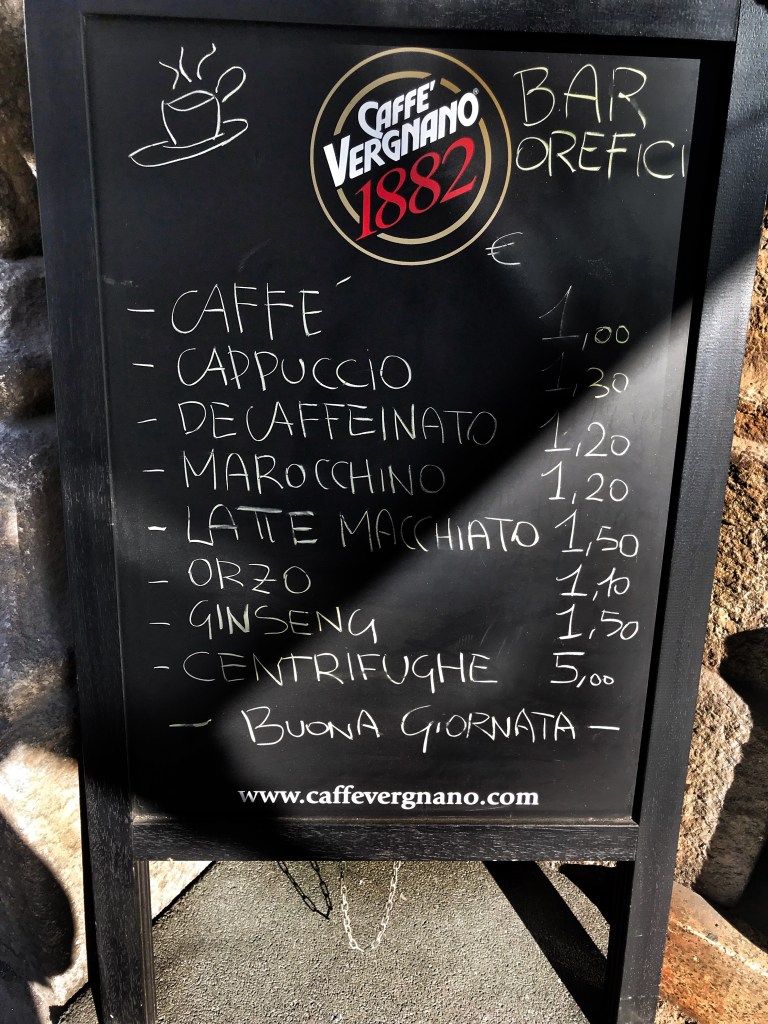 CAFFE' VERGNANO®
1882
BAR
OREFICI
€
- CAFFE´ 1,00
- CAPPUCCIO 1,30
- DECAFFEINATO 1,20
- MAROCCHINO 1,20
- LATTE MACCHIATO 1,50
- ORZO 1,10
- GINSENG 1,50
- CENTRIFUGHE 5,00
- BUONA GIORNATA -
www.caffevergnano.com